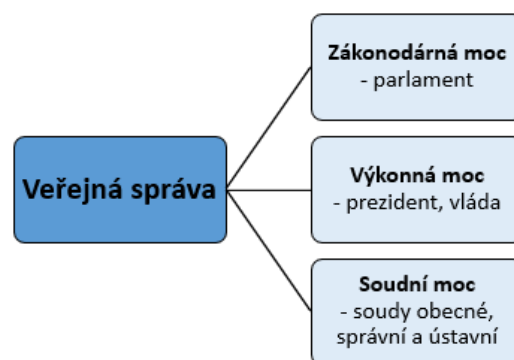 Zákonodárná moc
- parlament
Veřejná správa
Výkonná moc
- prezident, vláda
Soudní moc
- soudy obecné,
správní a ústavní